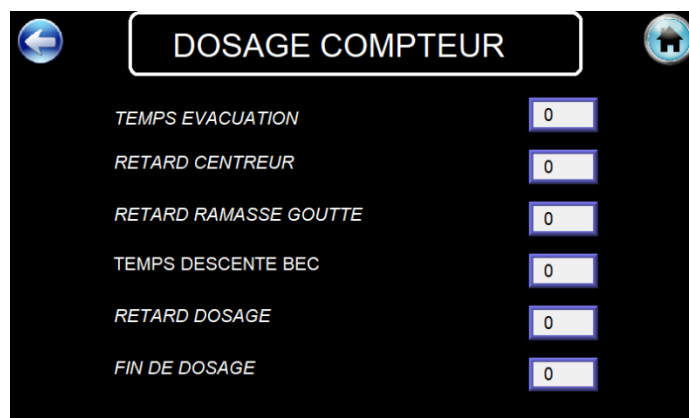 DOSAGE COMPTEUR
TEMPS EVACUATION 0
RETARD CENTREUR 0
RETARD RAMASSE GOUTTE 0
TEMPS DESCENTE BEC 0
RETARD DOSAGE 0
FIN DE DOSAGE 0